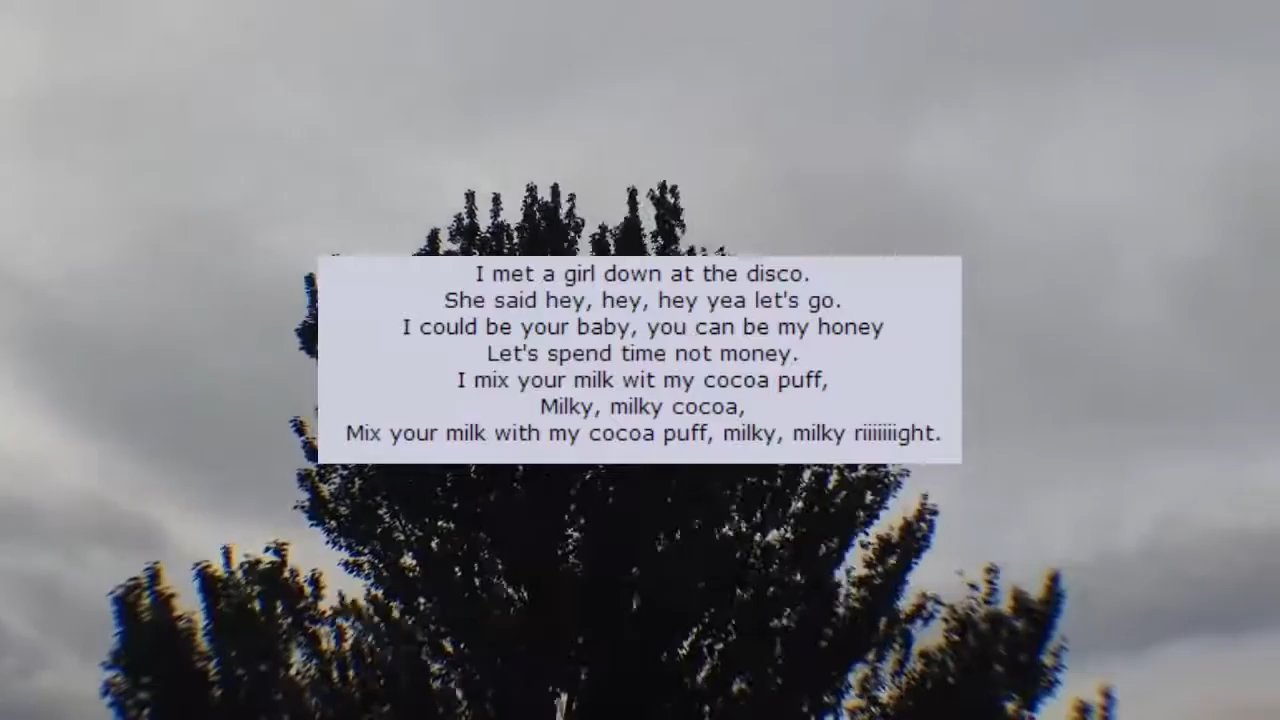 I met a girl down at the disco.
She said hey, hey, hey yea let's go.
I could be your baby, you can be my honey
Let's spend time not money.
I mix your milk wit my cocoa puff,
Milky, milky cocoa,
Mix your milk with my cocoa puff, milky, milky riiiiiiight.